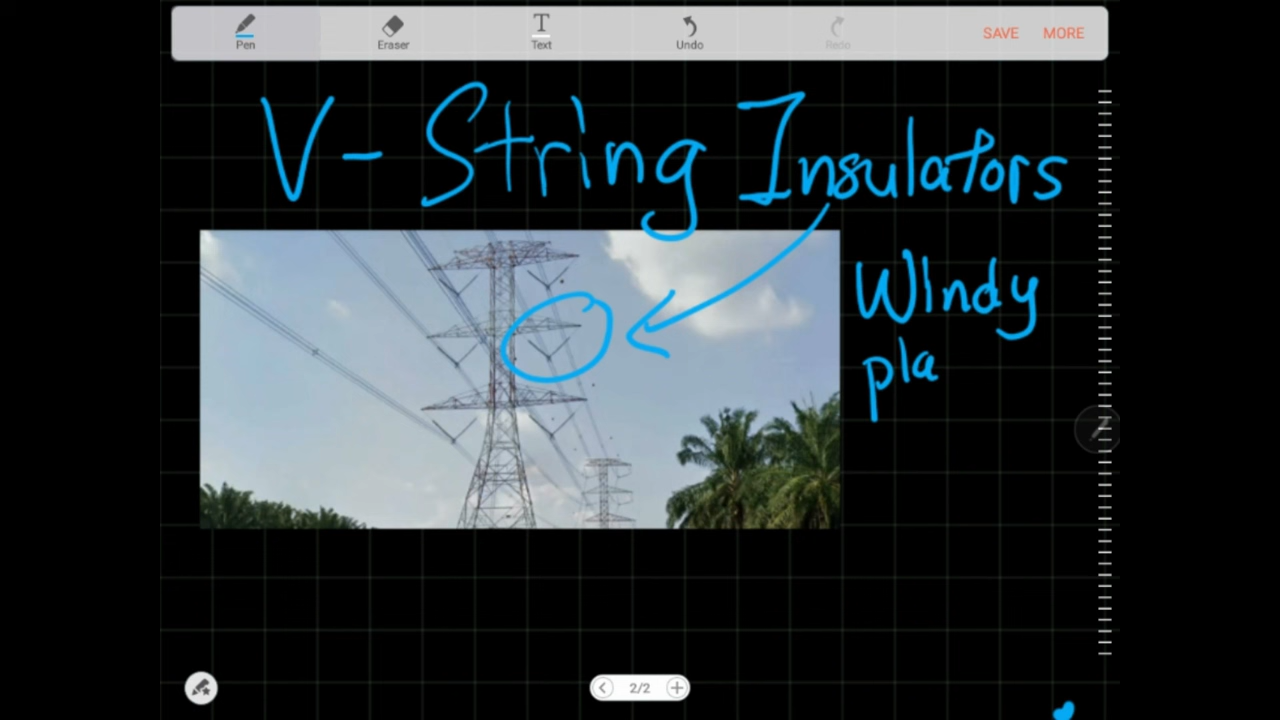 Pen Eraser Text Undo Redo SAVE MORE
V-String Insulators
Windy
pla
2/2